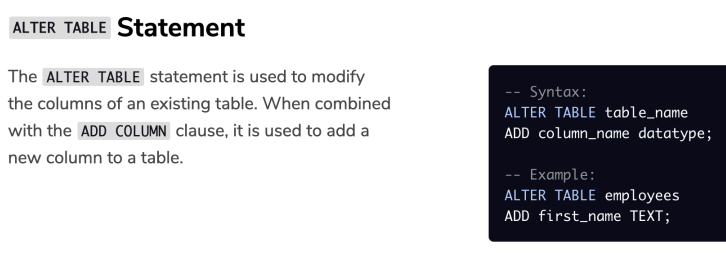 ALTER TABLE Statement
The ALTER TABLE statement is used to modify
the columns of an existing table. When combined
with the ADD COLUMN clause, it is used to add a
new column to a table.
-- Syntax:
ALTER TABLE table_name
ADD column_name datatype;
-- Example:
ALTER TABLE employees
ADD first_name TEXT;